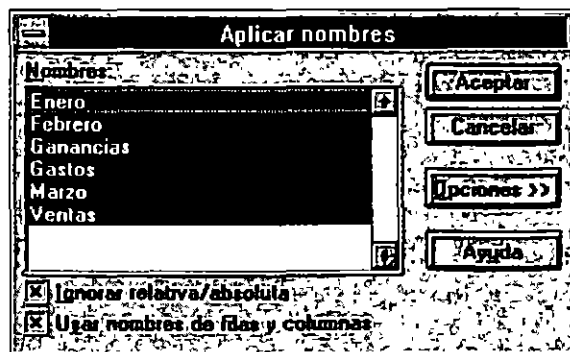 Aplicar nombres
Nombres:
Enero
Febrero
Ganancias
Gastos
Marzo
Ventas
Aceptar
Cancelar
Opciones >>
Ayuda
Ignorar relativa/absoluta
Usar nombres de filas y columnas